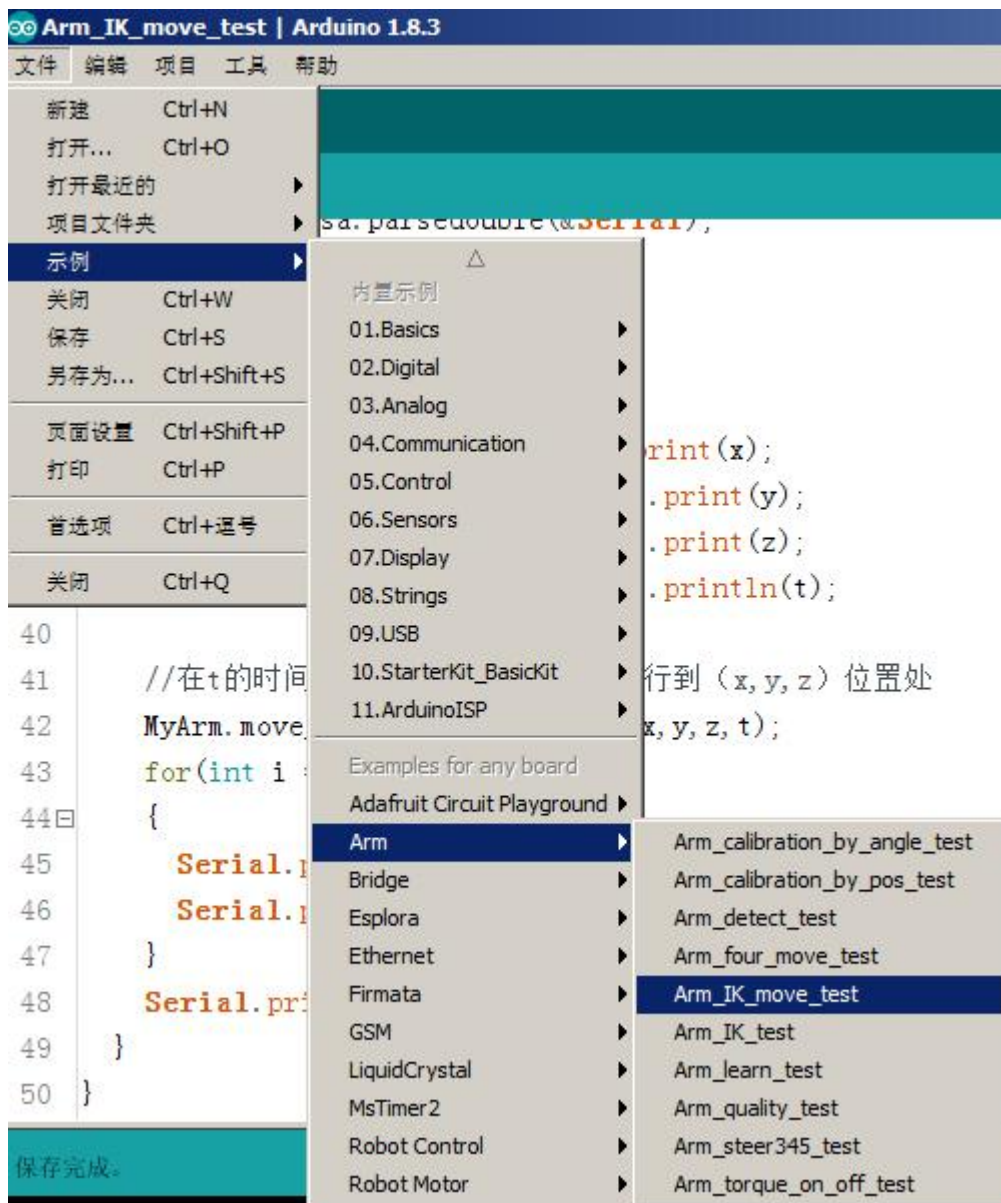 Arm_IK_move_test | Arduino 1.8.3
文件 编辑 项目 工具 帮助
新建 Ctrl+N
打开... Ctrl+O
打开最近的
项目文件夹
示例
关闭 Ctrl+W
保存 Ctrl+S
另存为... Ctrl+Shift+S
页面设置 Ctrl+Shift+P
打印 Ctrl+P
首选项 Ctrl+逗号
关闭 Ctrl+Q
sa.parsedouble(&Serial);
内置示例
01.Basics
02.Digital
03.Analog
04.Communication
05.Control
06.Sensors
07.Display
08.Strings
09.USB
10.StarterKit_BasicKit
11.ArduinoISP
Examples for any board
Adafruit Circuit Playground
Arm
Bridge
Esplora
Ethernet
Firmata
GSM
LiquidCrystal
MsTimer2
Robot Control
Robot Motor
Arm_calibration_by_angle_test
Arm_calibration_by_pos_test
Arm_detect_test
Arm_four_move_test
Arm_IK_move_test
Arm_IK_test
Arm_learn_test
Arm_quality_test
Arm_steer345_test
Arm_torque_on_off_test
rint(x);
.print(y);
.print(z);
.println(t);
40
41 //在t的时间 行到（x,y,z）位置处
42 MyArm.move_ x,y,z,t);
43 for(int i
44 {
45 Serial.p
46 Serial.p
47 }
48 Serial.pri
49 }
50 }
保存完成。